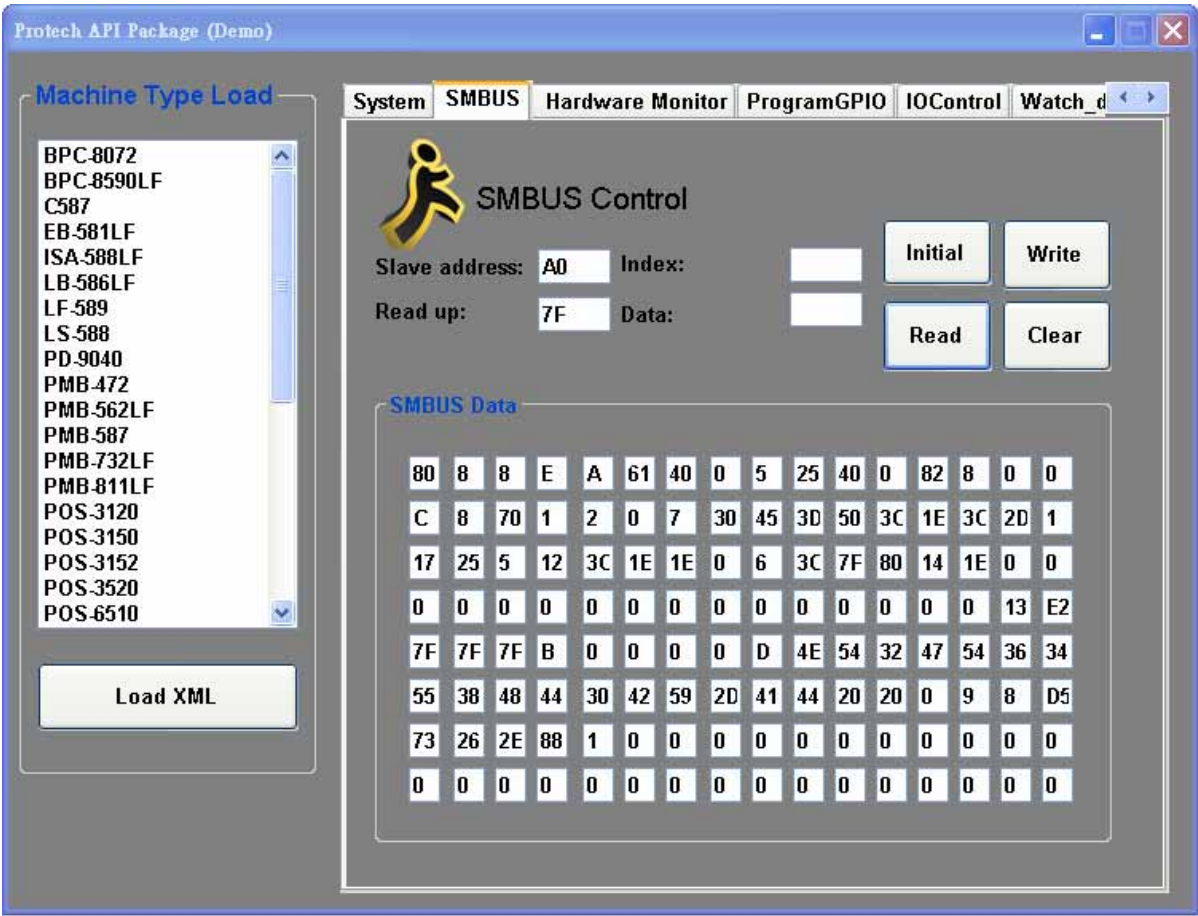 Protech API Package (Demo)
Machine Type Load
BPC-8072
BPC-8590LF
C587
EB-581LF
ISA-588LF
LB-586LF
LF-589
LS-588
PD-9040
PMB-472
PMB-562LF
PMB-587
PMB-732LF
PMB-811LF
POS-3120
POS-3150
POS-3152
POS-3520
POS-6510
Load XML
System SMBUS Hardware Monitor ProgramGPIO IOControl Watch_d
SMBUS Control
Slave address: A0 Index:
Read up: 7F Data:
Initial Write
Read Clear
SMBUS Data
80 8 8 E A 61 40 0 5 25 40 0 82 8 0 0
C 8 70 1 2 0 7 30 45 3D 50 3C 1E 3C 2D 1
17 25 5 12 3C 1E 1E 0 6 3C 7F 80 14 1E 0 0
0 0 0 0 0 0 0 0 0 0 0 0 0 0 13 E2
7F 7F 7F B 0 0 0 0 D 4E 54 32 47 54 36 34
55 38 48 44 30 42 59 2D 41 44 20 20 0 9 8 D5
73 26 2E 88 1 0 0 0 0 0 0 0 0 0 0 0
0 0 0 0 0 0 0 0 0 0 0 0 0 0 0 0